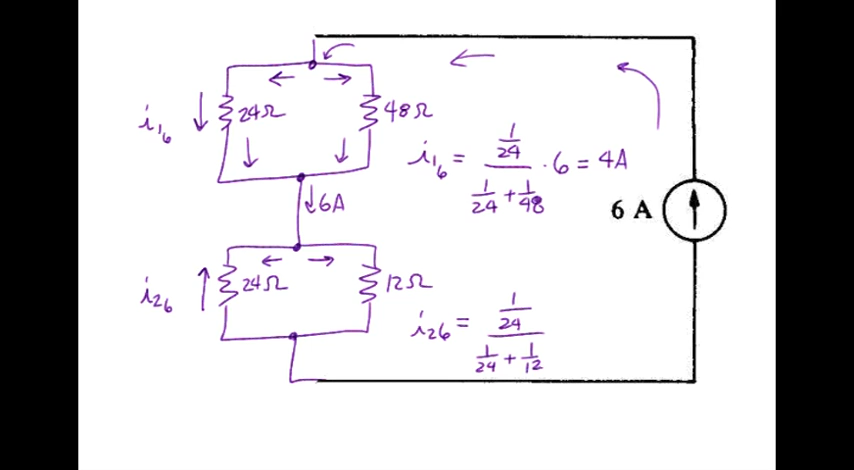 i₁₆ 24Ω 48Ω
i₁₆ = (1/24)/(1/24 + 1/48) · 6 = 4A
6A
6 A
i₂₆ 24Ω 12Ω
i₂₆ = (1/24)/(1/24 + 1/12)